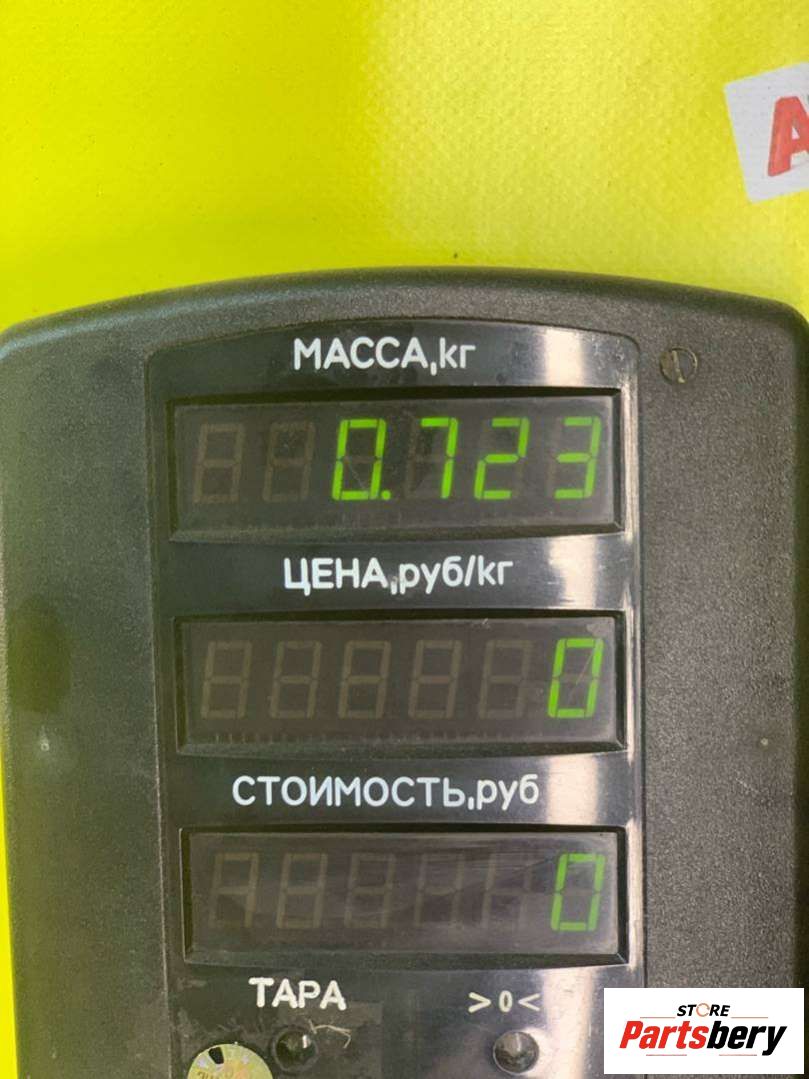 А
МАССА,кг
0.723
ЦЕНА,руб/кг
0
СТОИМОСТЬ,руб
0
ТАРА >0<
STORE
Partsbery